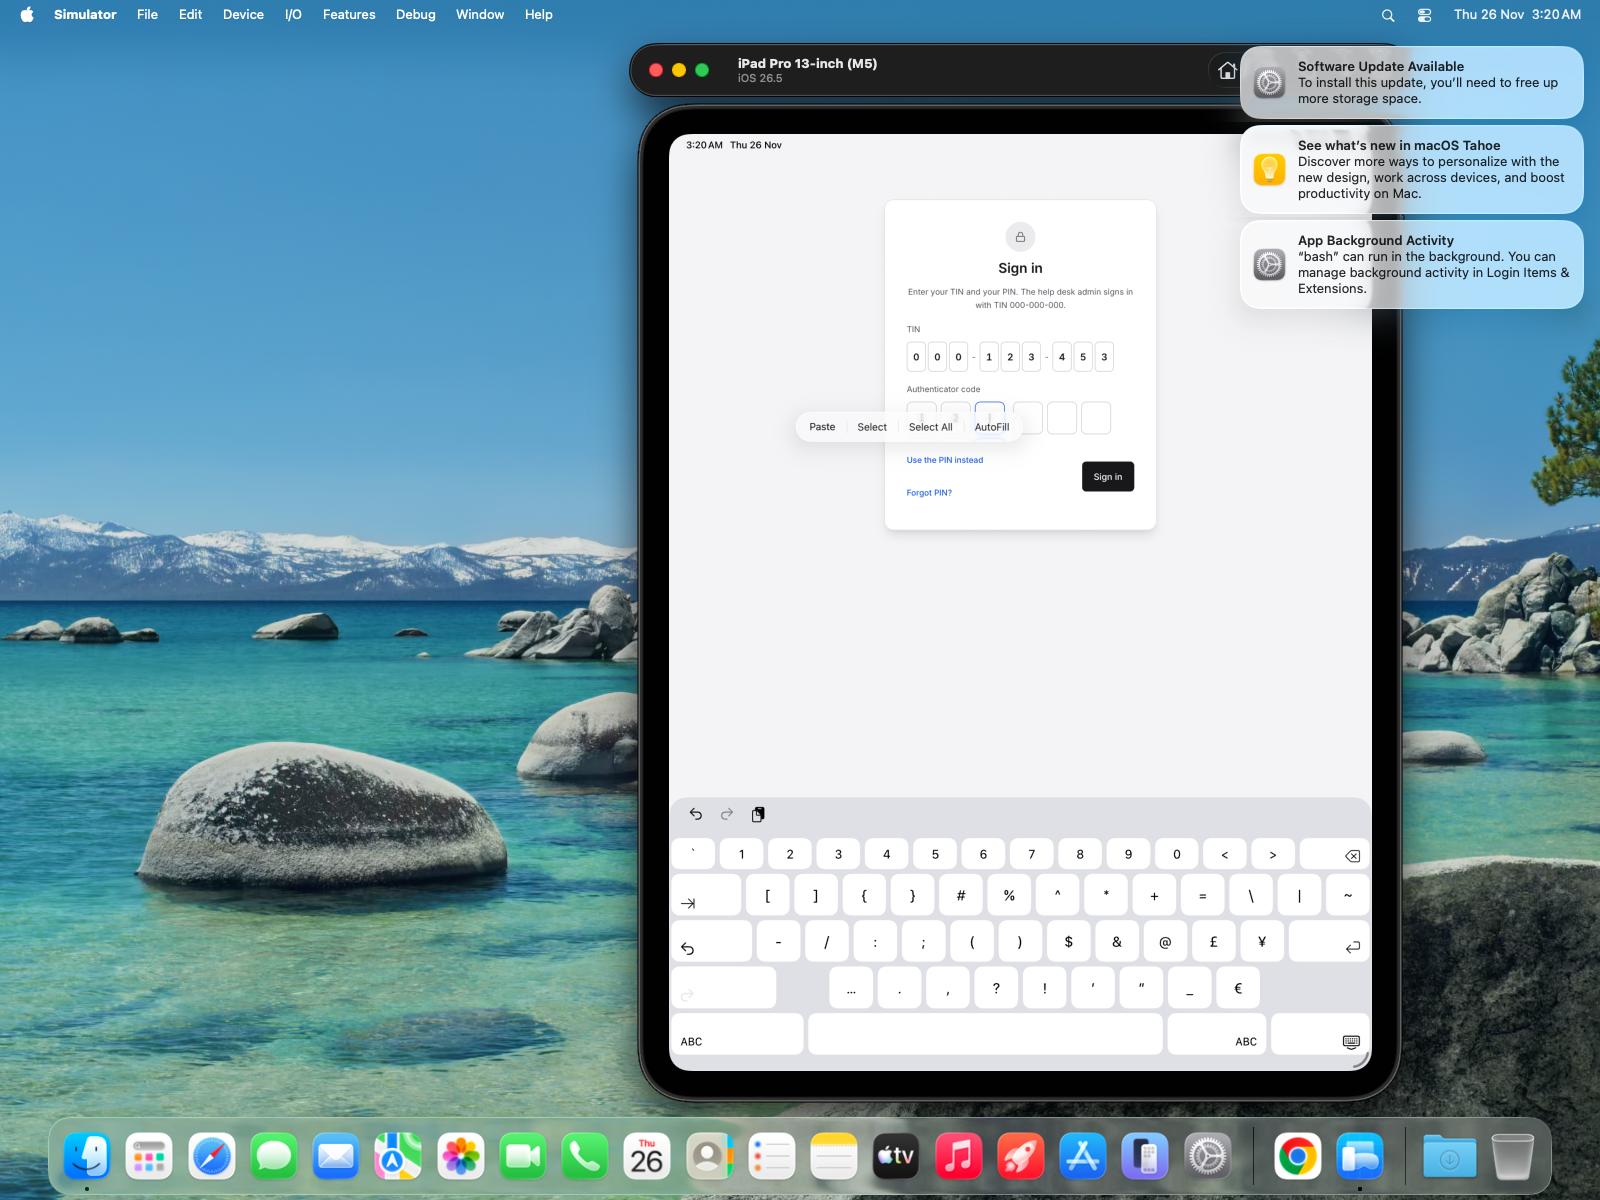 Simulator File Edit Device I/O Features Debug Window Help
Thu 26 Nov 3:20 AM
iPad Pro 13-inch (M5)
iOS 26.5
Software Update Available
To install this update, you'll need to free up
more storage space.
See what's new in macOS Tahoe
Discover more ways to personalize with the
new design, work across devices, and boost
productivity on Mac.
App Background Activity
“bash” can run in the background. You can
manage background activity in Login Items &
Extensions.
3:20 AM Thu 26 Nov
Sign in
Enter your TIN and your PIN. The help desk admin signs in
with TIN 000-000-000.
TIN
0 0 0 - 1 2 3 - 4 5 3
Authenticator code
Paste Select Select All AutoFill
Use the PIN instead
Sign in
Forgot PIN?
` 1 2 3 4 5 6 7 8 9 0 < >
[ ] { } # % ^ * + = \ | ~
- / : ; ( ) $ & @ £ ¥
... . , ? ! ' " _ €
ABC ABC
Thu
26
tv